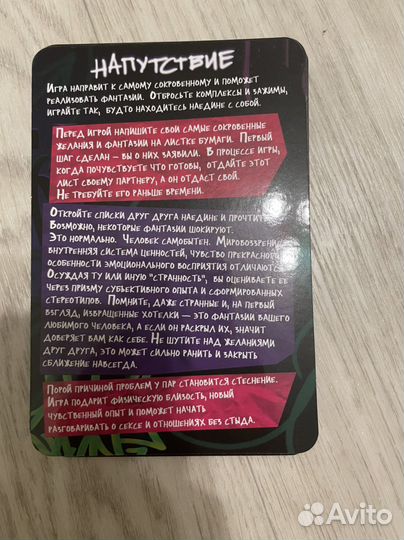 НАПУТСТВИЕ
Игра направит к самому сокровенному и поможет
реализовать фантазии. Отбросьте комплексы и зажимы,
играйте так, будто находитесь наедине с собой.
Перед игрой напишите свои самые сокровенные
желания и фантазии на листке бумаги. Первый
шаг сделан – вы о них заявили. В процессе игры,
когда почувствуете что готовы, отдайте этот
лист своему партнеру, а он отдаст свой.
Не требуйте его раньше времени.
Откройте списки друг друга наедине и прочтите.
Возможно, некоторые фантазии шокируют.
Это нормально. Человек самобытен. Мировоззрение,
внутренняя система ценностей, чувство прекрасного,
особенности эмоционального восприятия отличаются.
Осуждая ту или иную "странность", вы оцениваете ее
через призму субъективного опыта и сформированных
стереотипов. Помните, даже странные и, на первый
взгляд, извращенные хотелки — это фантазии вашего
любимого человека, а если он раскрыл их, значит
доверяет вам как себе. Не шутите над желаниями
друг друга, это может сильно ранить и закрыть
сближение навсегда.
Порой причиной проблем у пар становится стеснение.
Игра подарит физическую близость, новый
чувственный опыт и поможет начать
разговаривать о сексе и отношениях без стыда.
Avito